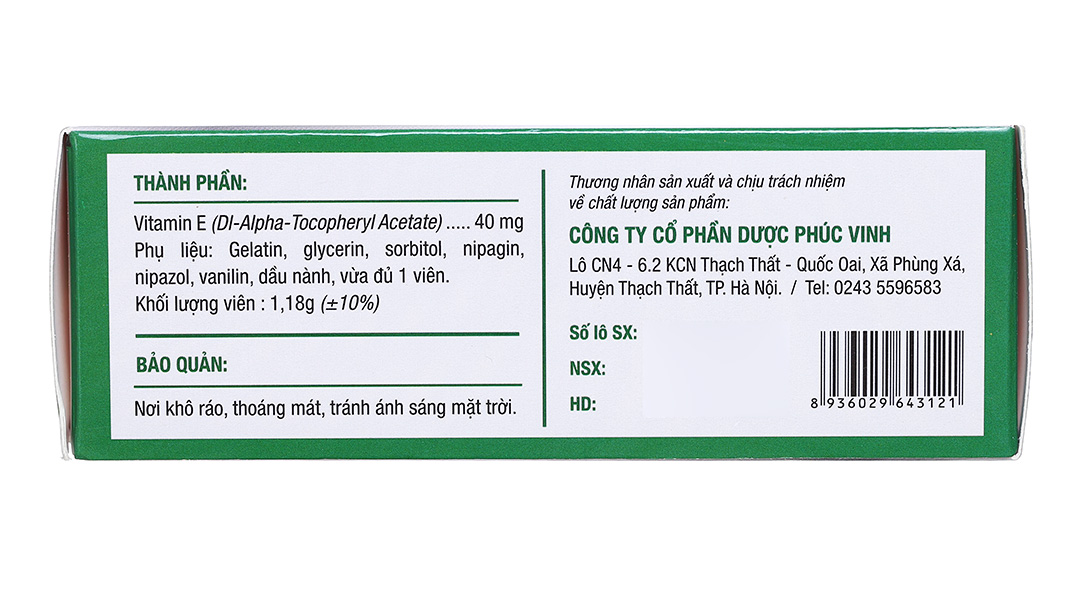 THÀNH PHẦN:
Vitamin E (Dl-Alpha-Tocopheryl Acetate) ..... 40 mg
Phụ liệu: Gelatin, glycerin, sorbitol, nipagin,
nipazol, vanilin, dầu nành, vừa đủ 1 viên.
Khối lượng viên : 1,18g (±10%)
BẢO QUẢN:
Nơi khô ráo, thoáng mát, tránh ánh sáng mặt trời.
Thương nhân sản xuất và chịu trách nhiệm
về chất lượng sản phẩm:
CÔNG TY CỔ PHẦN DƯỢC PHÚC VINH
Lô CN4 - 6.2 KCN Thạch Thất - Quốc Oai, Xã Phùng Xá,
Huyện Thạch Thất, TP. Hà Nội. / Tel: 0243 5596583
Số lô SX:
NSX:
HD:
8 936029 643121